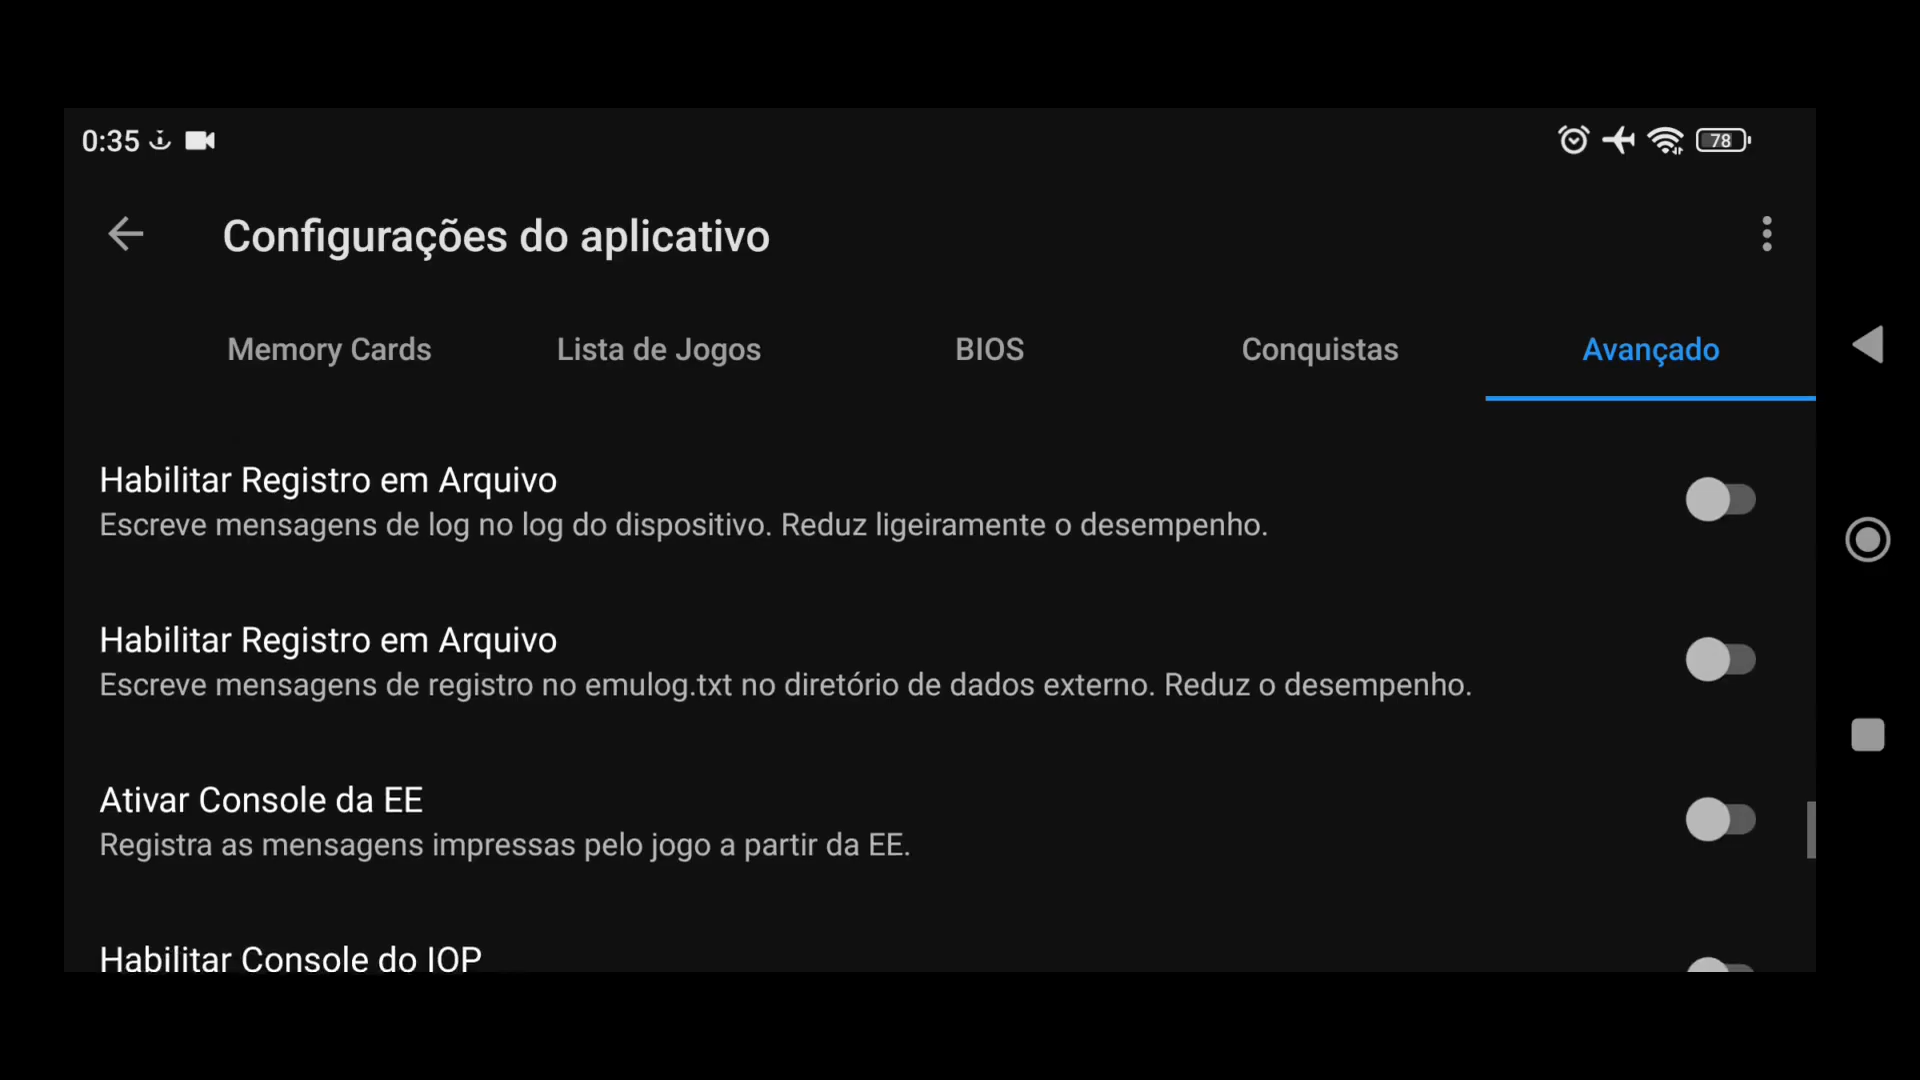 0:35
78
Configurações do aplicativo
Memory Cards
Lista de Jogos
BIOS
Conquistas
Avançado
Habilitar Registro em Arquivo
Escreve mensagens de log no log do dispositivo. Reduz ligeiramente o desempenho.
Habilitar Registro em Arquivo
Escreve mensagens de registro no emulog.txt no diretório de dados externo. Reduz o desempenho.
Ativar Console da EE
Registra as mensagens impressas pelo jogo a partir da EE.
Habilitar Console do IOP